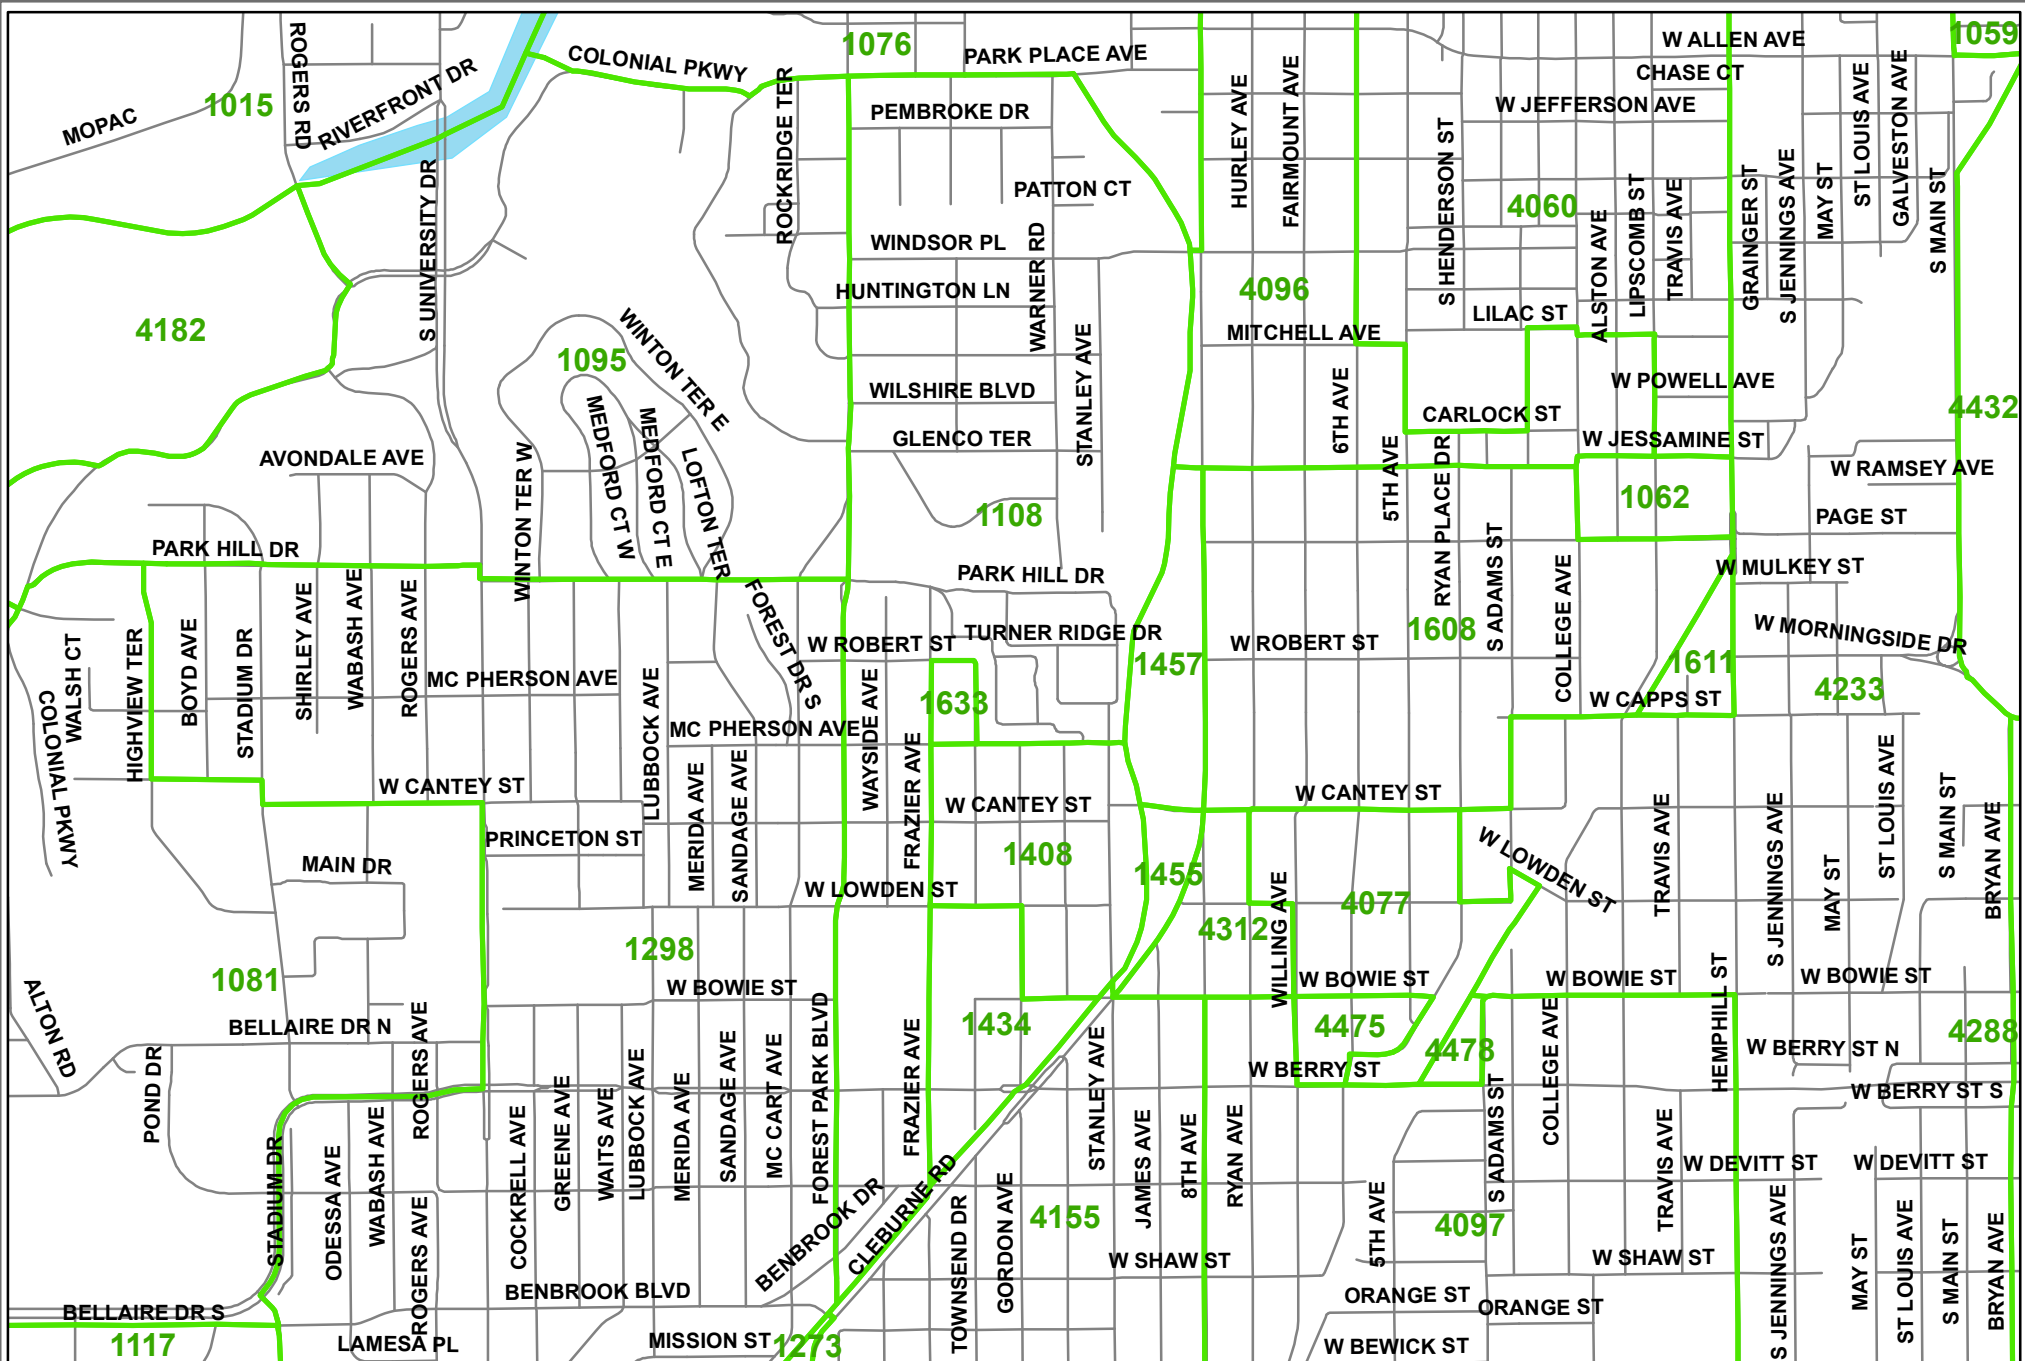 1059
W ALLEN AVE
1076
PARK PLACE AVE
COLONIAL PKWY
ROGERS RD
RIVERFRONT DR
MOPAC
1015
ROCKRIDGE TER
PEMBROKE DR
HURLEY AVE
FAIRMOUNT AVE
CHASE CT
W JEFFERSON AVE
ST LOUIS AVE
GALVESTON AVE
S HENDERSON ST
PATTON CT
4060
ALSTON AVE
LIPSCOMB ST
TRAVIS AVE
GRAINGER ST
S JENNINGS AVE
MAY ST
S MAIN ST
S UNIVERSITY DR
WINDSOR PL
WARNER RD
HUNTINGTON LN
4096
LILAC ST
4182
MITCHELL AVE
WINTON TER E
1095
STANLEY AVE
WILSHIRE BLVD
6TH AVE
W POWELL AVE
4432
CARLOCK ST
MEDFORD CT W
MEDFORD CT E
LOFTON TER
GLENCO TER
W JESSAMINE ST
AVONDALE AVE
WINTON TER W
5TH AVE
RYAN PLACE DR
W RAMSEY AVE
1062
1108
PAGE ST
S ADAMS ST
COLLEGE AVE
PARK HILL DR
PARK HILL DR
W MULKEY ST
WALSH CT
HIGHVIEW TER
BOYD AVE
STADIUM DR
SHIRLEY AVE
WABASH AVE
ROGERS AVE
FOREST DR S
W ROBERT ST
TURNER RIDGE DR
W ROBERT ST
1608
W MORNINGSIDE DR
1457
1611
MC PHERSON AVE
4233
COLONIAL PKWY
LUBBOCK AVE
1633
W CAPPS ST
MC PHERSON AVE
WAYSIDE AVE
FRAZIER AVE
MERIDA AVE
SANDAGE AVE
W CANTEY ST
W CANTEY ST
W CANTEY ST
TRAVIS AVE
S JENNINGS AVE
ST LOUIS AVE
S MAIN ST
BRYAN AVE
PRINCETON ST
1408
W LOWDEN ST
MAIN DR
1455
W LOWDEN ST
4077
MAY ST
4312
WILLING AVE
1298
1081
W BOWIE ST
W BOWIE ST
W BOWIE ST
W BOWIE ST
HEMPHILL ST
ALTON RD
BELLAIRE DR N
ROGERS AVE
FOREST PARK BLVD
FRAZIER AVE
1434
4475
4478
COLLEGE AVE
4288
W BERRY ST N
W BERRY ST
W BERRY ST S
POND DR
STANLEY AVE
S ADAMS ST
COCKRELL AVE
GREENE AVE
WAITS AVE
LUBBOCK AVE
MERIDA AVE
SANDAGE AVE
MC CART AVE
STADIUM DR
ODESSA AVE
WABASH AVE
ROGERS AVE
JAMES AVE
8TH AVE
RYAN AVE
W DEVITT ST
W DEVITT ST
CLEBURNE RD
BENBROOK DR
TOWNSEND DR
GORDON AVE
4155
5TH AVE
4097
TRAVIS AVE
S JENNINGS AVE
MAY ST
ST LOUIS AVE
S MAIN ST
BRYAN AVE
W SHAW ST
W SHAW ST
BENBROOK BLVD
ORANGE ST
ORANGE ST
BELLAIRE DR S
1117
LAMESA PL
MISSION ST
1273
W BEWICK ST